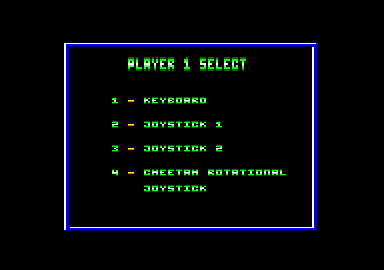 PLAYER 1 SELECT
1 - KEYBOARD
2 - JOYSTICK 1
3 - JOYSTICK 2
4 - CHEETAH ROTATIONAL
JOYSTICK